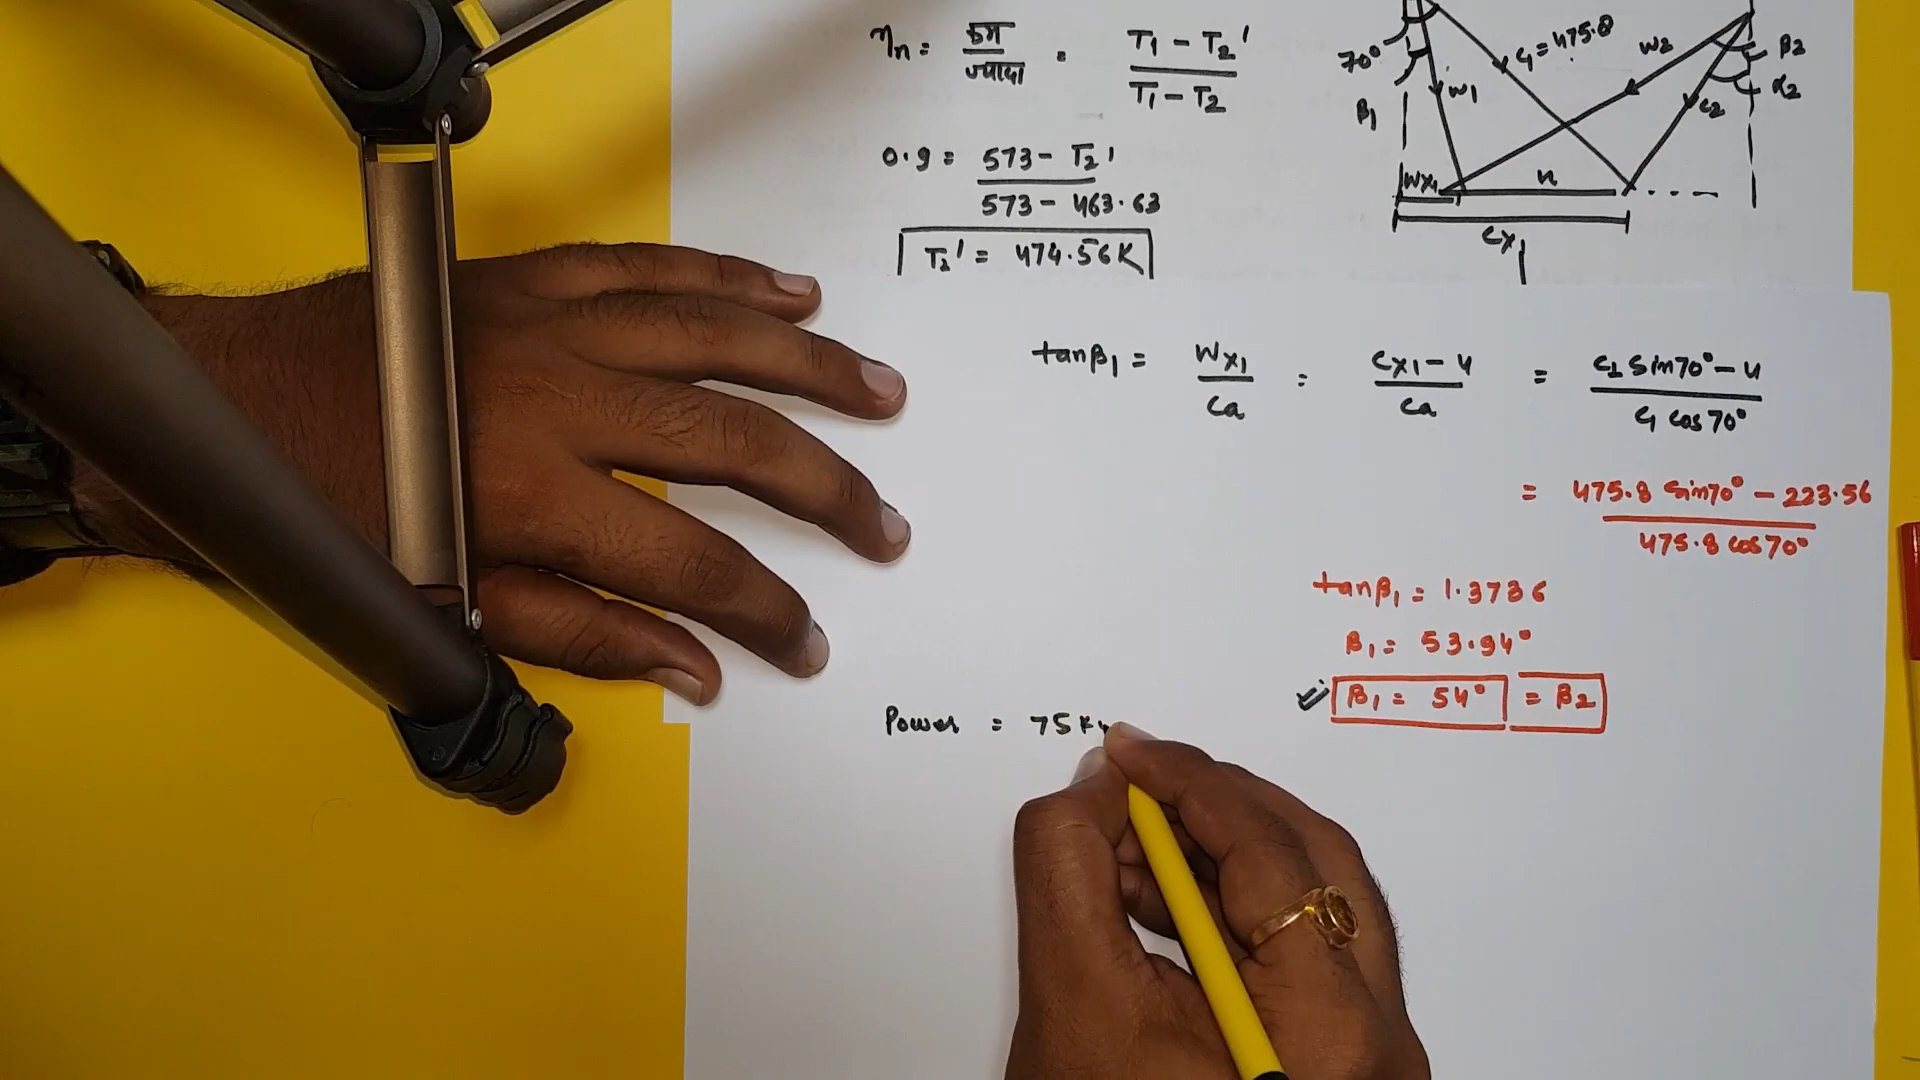 ηn = कम / ज्यादा = T1 - T2' / T1 - T2
0.9 = 573 - T2' / 573 - 463.63
T2' = 474.56K
70°
β1
w1
C1 = 475.8
w2
β2
α2
c2
Wx1
u
Cx1
tanβ1 = Wx1 / Ca = Cx1 - u / Ca = C1 Sin70° - u / C1 cos70°
= 475.8 Sin70° - 223.56 / 475.8 cos70°
tanβ1 = 1.3736
β1 = 53.94°
β1 = 54° = β2
Power = 75 K